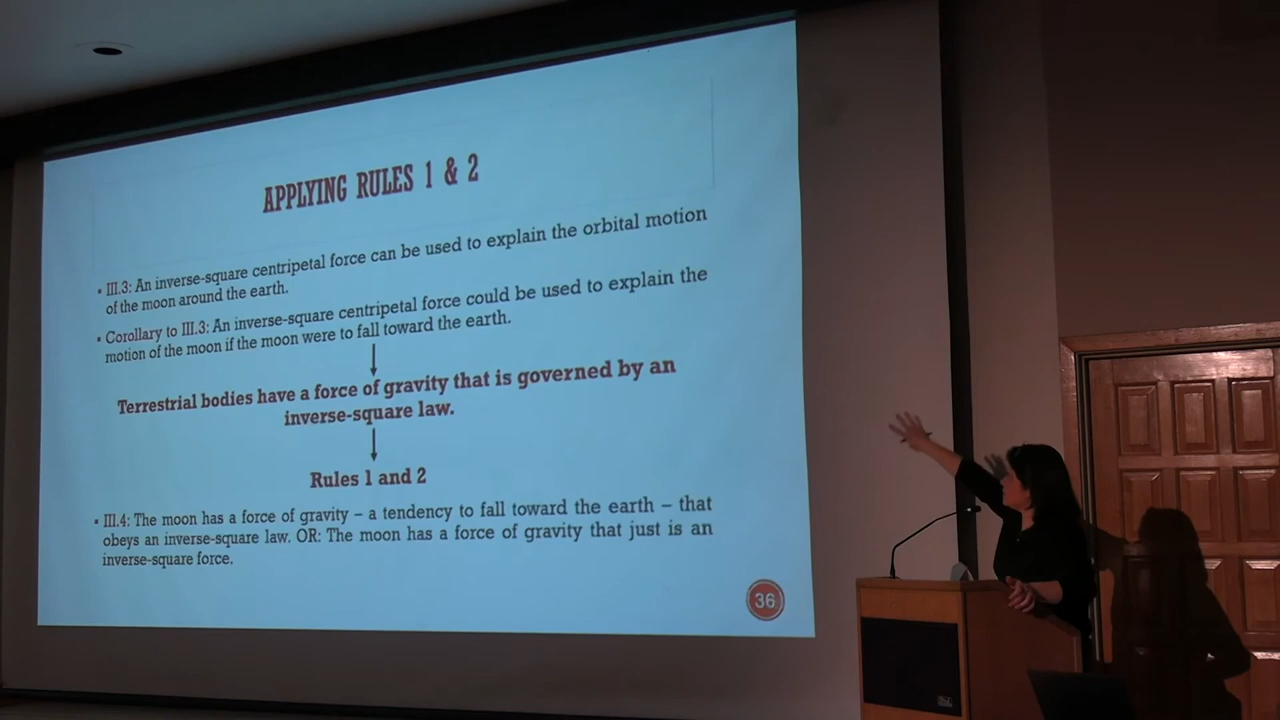 APPLYING RULES 1 & 2
▪ III.3: An inverse-square centripetal force can be used to explain the orbital motion
of the moon around the earth.
▪ Corollary to III.3: An inverse-square centripetal force could be used to explain the
motion of the moon if the moon were to fall toward the earth.
Terrestrial bodies have a force of gravity that is governed by an
inverse-square law.
Rules 1 and 2
▪ III.4: The moon has a force of gravity – a tendency to fall toward the earth – that
obeys an inverse-square law. OR: The moon has a force of gravity that just is an
inverse-square force.
36